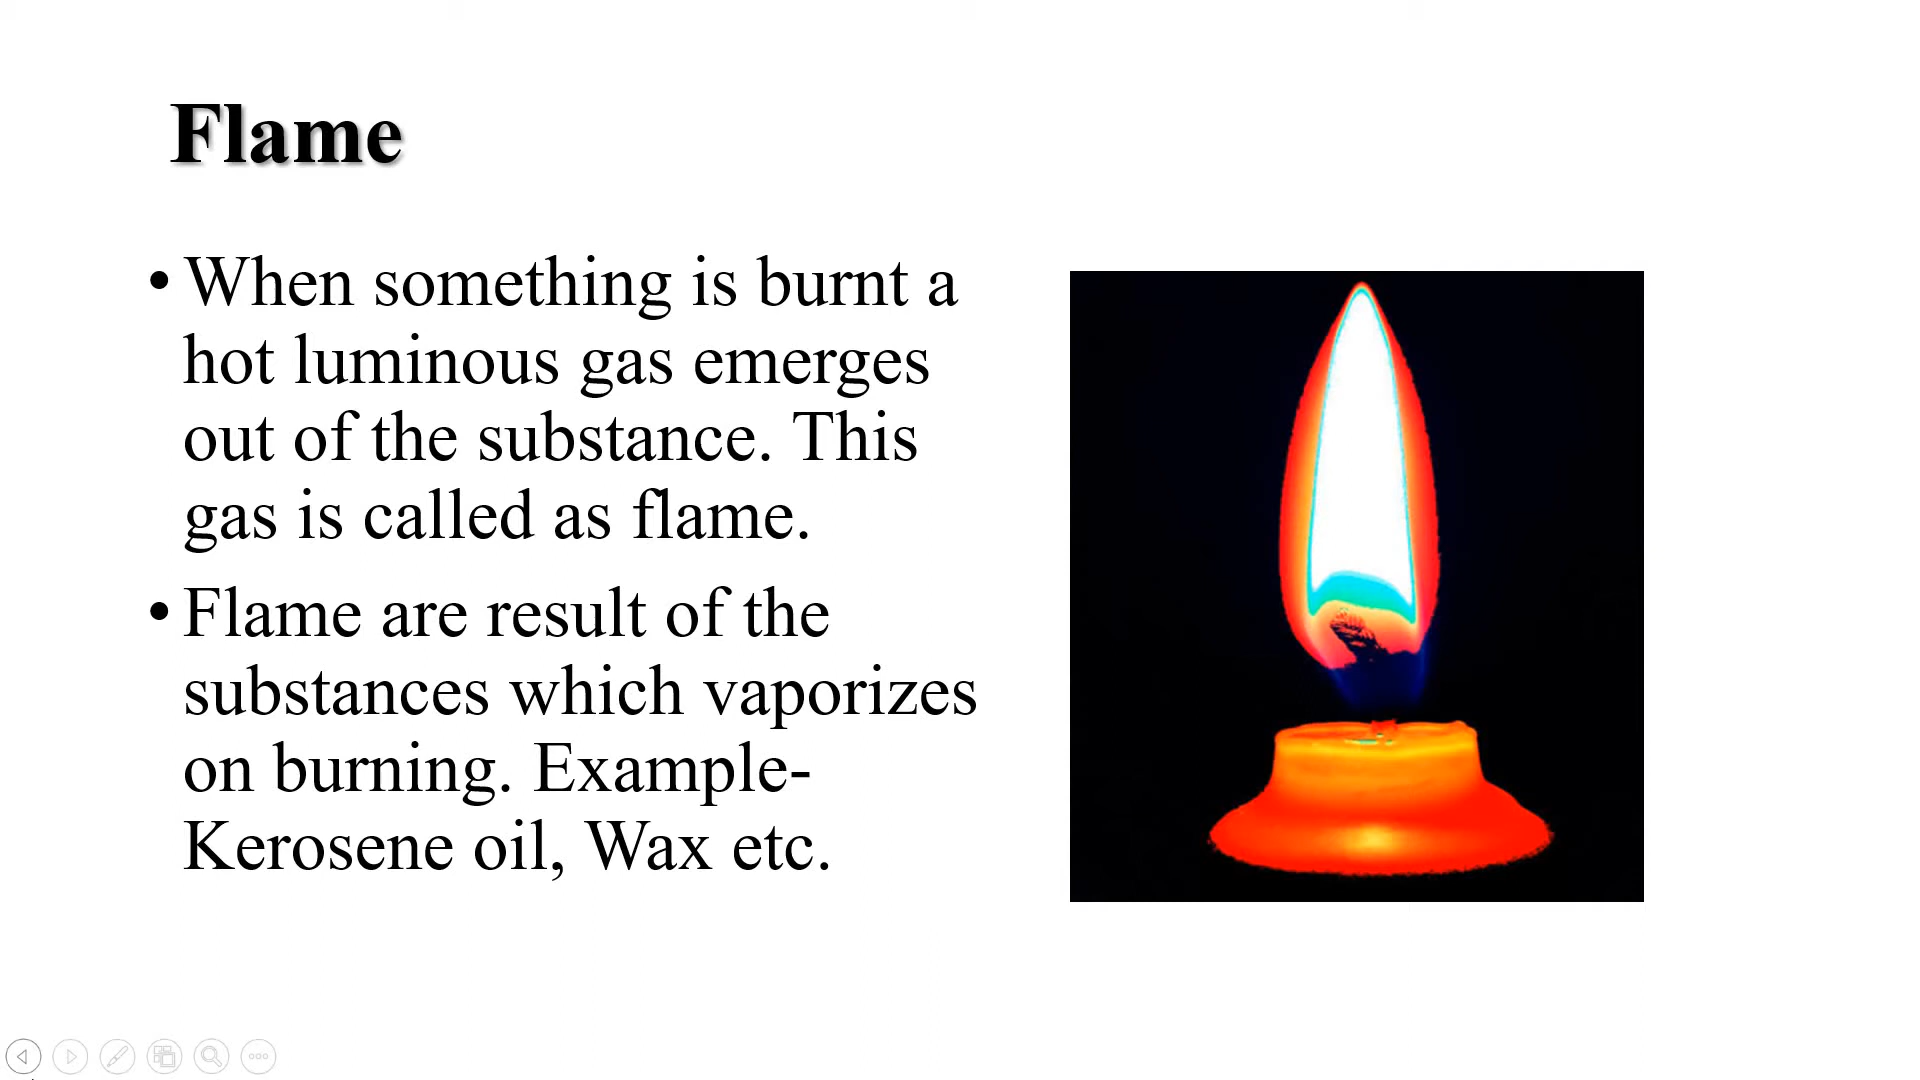 Flame
• When something is burnt a
hot luminous gas emerges
out of the substance. This
gas is called as flame.
• Flame are result of the
substances which vaporizes
on burning. Example-
Kerosene oil, Wax etc.